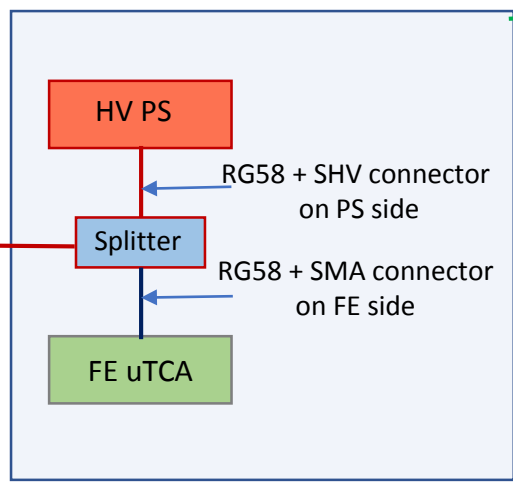 HV PS
RG58 + SHV connector
on PS side
Splitter
RG58 + SMA connector
on FE side
FE uTCA